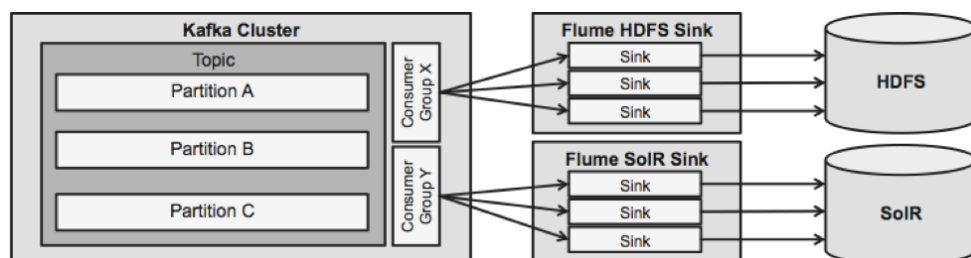 Kafka Cluster
Topic
Partition A
Partition B
Partition C
Consumer
Group X
Consumer
Group Y
Flume HDFS Sink
Sink
Sink
Sink
HDFS
Flume SolR Sink
Sink
Sink
Sink
SolR